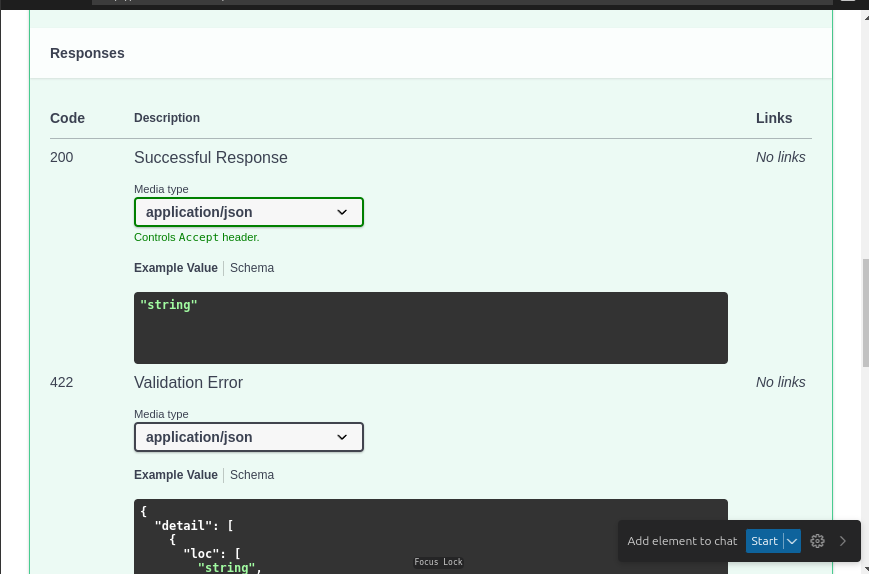 Responses
Code Description Links
200 Successful Response No links
Media type
application/json
Controls Accept header.
Example Value Schema
"string"
422 Validation Error No links
Media type
application/json
Example Value Schema
{
"detail": [
{
"loc": [
"string",
Add element to chat Start
Focus Lock